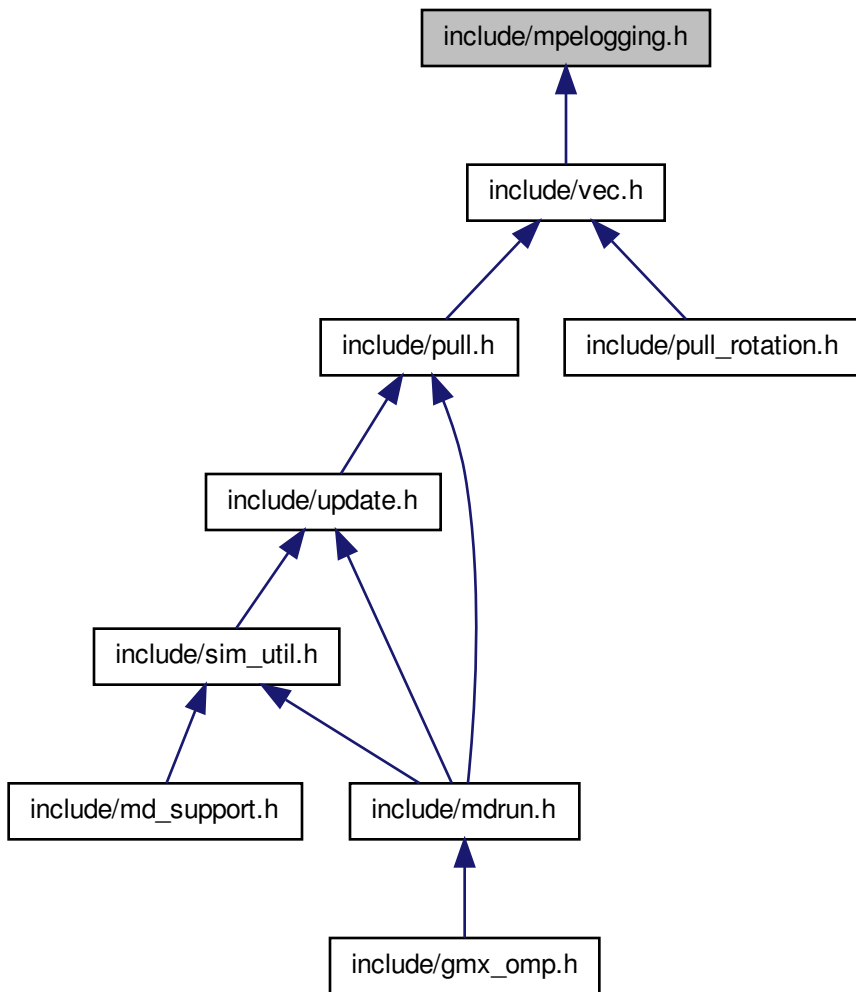 include/mpelogging.h
include/vec.h
include/pull.h
include/pull_rotation.h
include/update.h
include/sim_util.h
include/md_support.h
include/mdrun.h
include/gmx_omp.h